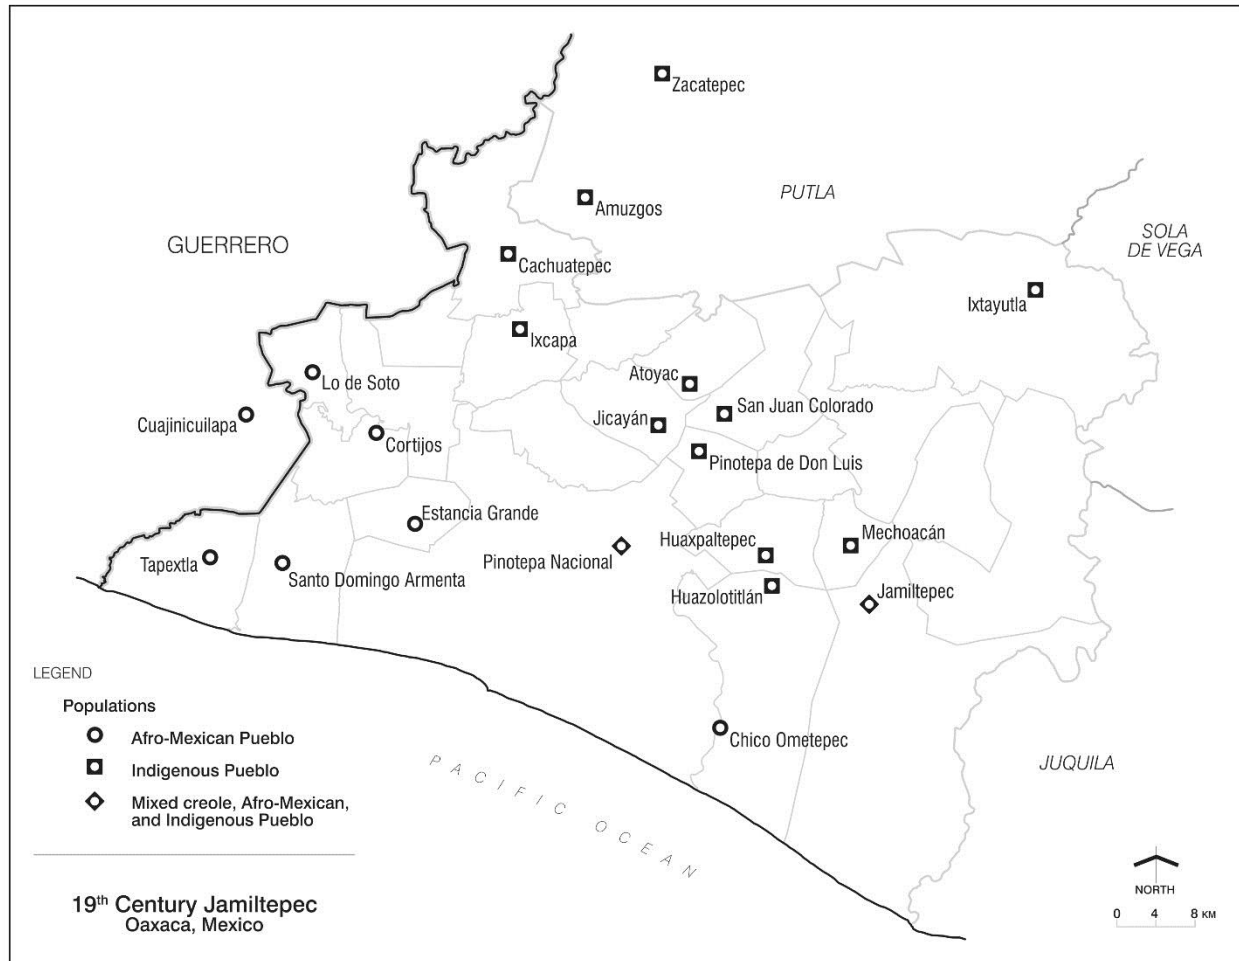 Zacatepec
PUTLA
Amuzgos
SOLA
DE VEGA
GUERRERO
Cachuatepec
Ixtayutla
Ixcapa
Lo de Soto
Atoyac
San Juan Colorado
Cuajinicuilapa
Jicayán
Cortijos
Pinotepa de Don Luis
Estancia Grande
Mechoacán
Huaxpaltepec
Pinotepa Nacional
Tapextla
Santo Domingo Armenta
Huazolotitlán
Jamiltepec
Chico Ometepec
JUQUILA
PACIFIC OCEAN
LEGEND
Populations
Afro-Mexican Pueblo
Indigenous Pueblo
Mixed creole, Afro-Mexican,
and Indigenous Pueblo
19th Century Jamiltepec
Oaxaca, Mexico
NORTH
0 4 8 KM